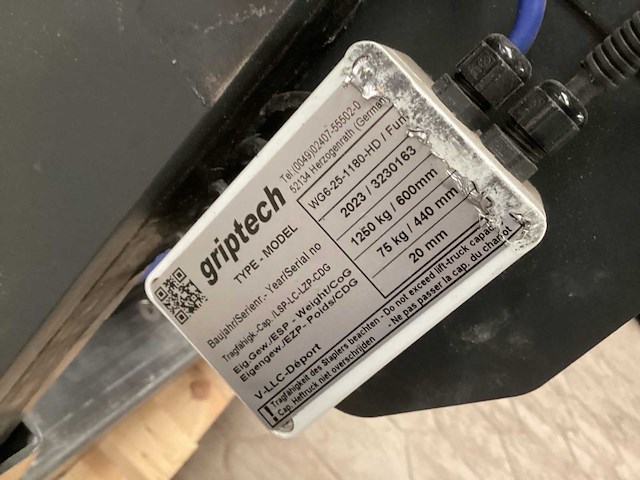 griptech
Tel (0049)02407-55502-0
52134 Herzogenrath (German
TYPE - MODEL WG6-25-1180-HD / Fun
Baujahr/Serienr.- Year/Serial no 2023 / 3230163
Tragfähigk.-Cap. /LSP-LC-LZP-CDG 1250 kg / 600mm
Eig.Gew./ESP - Weight/CoG 75 kg / 440 mm
Eigengew./EZP - Poids/CDG
V-LLC-Déport 20 mm
! Tragfähigkeit des Staplers beachten - Do not exceed lift-truck capac
Cap. Heftruck niet overschrijden - Ne pas passer la cap. du chariot